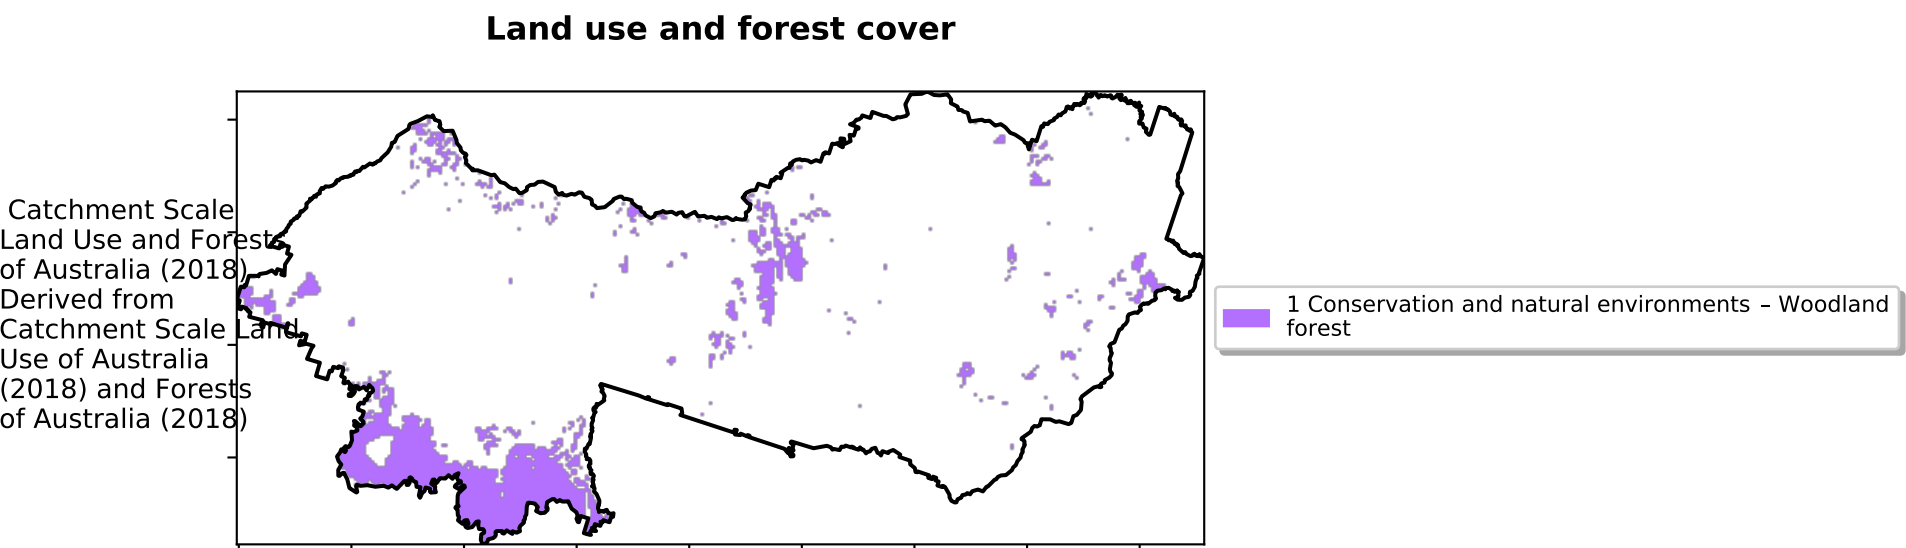 Land use and forest cover
Catchment Scale
Land Use and Forests
of Australia (2018)
Derived from
Catchment Scale Land
Use of Australia
(2018) and Forests
of Australia (2018)
1 Conservation and natural environments – Woodland
forest